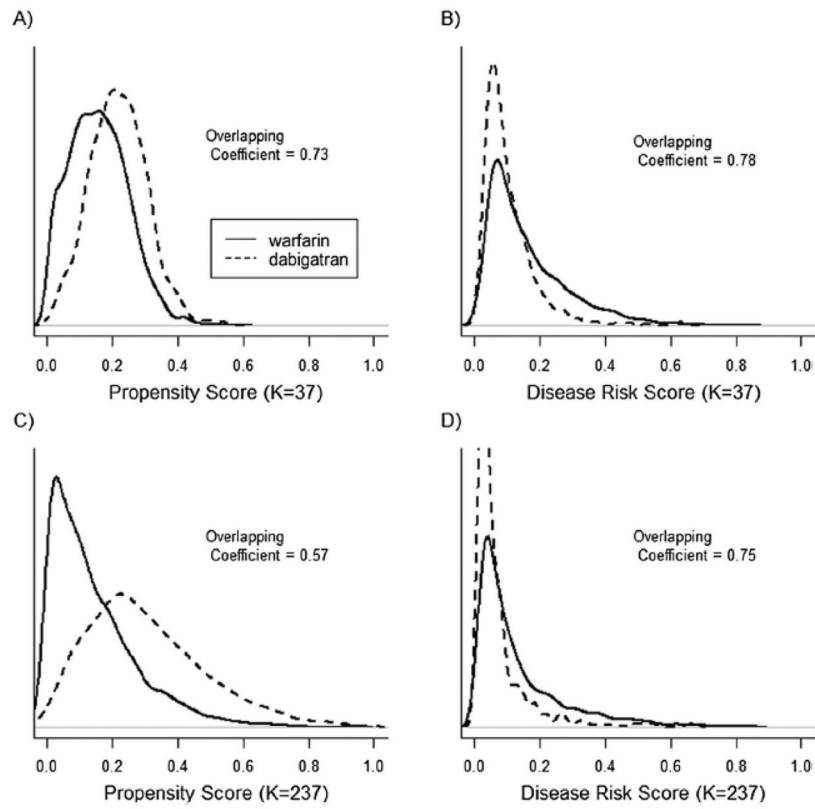 A)
Overlapping
Coefficient = 0.73
warfarin
dabigatran
0.0 0.2 0.4 0.6 0.8 1.0
Propensity Score (K=37)
B)
Overlapping
Coefficient = 0.78
0.0 0.2 0.4 0.6 0.8 1.0
Disease Risk Score (K=37)
C)
Overlapping
Coefficient = 0.57
0.0 0.2 0.4 0.6 0.8 1.0
Propensity Score (K=237)
D)
Overlapping
Coefficient = 0.75
0.0 0.2 0.4 0.6 0.8 1.0
Disease Risk Score (K=237)